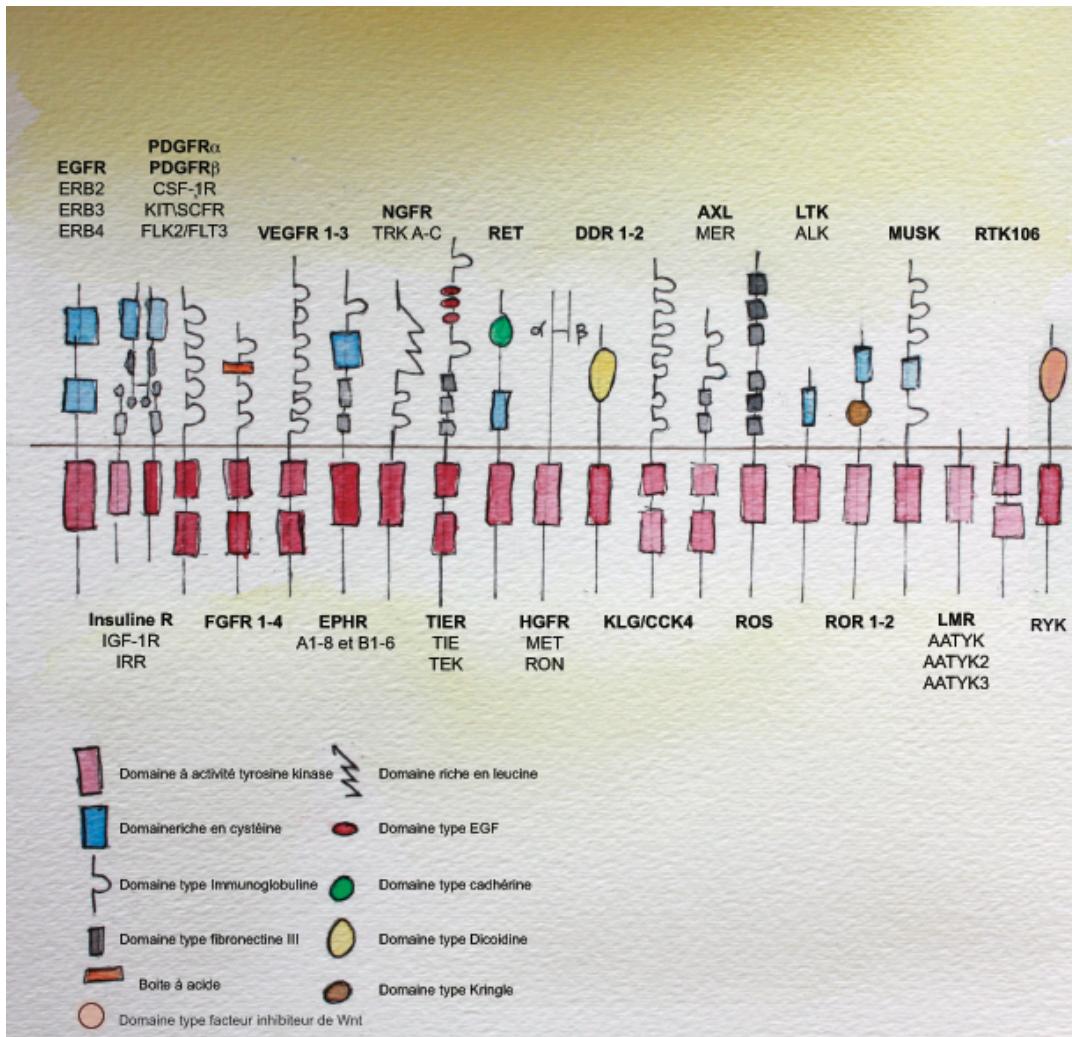 EGFR
ERB2
ERB3
ERB4
PDGFRα
PDGFRβ
CSF-1R
KIT\SCFR
FLK2/FLT3
VEGFR 1-3
NGFR
TRK A-C
RET
DDR 1-2
AXL
MER
LTK
ALK
MUSK
RTK106
α
β
Insuline R
IGF-1R
IRR
FGFR 1-4
EPHR
A1-8 et B1-6
TIER
TIE
TEK
HGFR
MET
RON
KLG/CCK4
ROS
ROR 1-2
LMR
AATYK
AATYK2
AATYK3
RYK
Domaine à activité tyrosine kinase
Domaineriche en cystèine
Domaine type Immunoglobuline
Domaine type fibronectine III
Boite à acide
Domaine type facteur inhibiteur de Wnt
Domaine riche en leucine
Domaine type EGF
Domaine type cadhérine
Domaine type Dicoidine
Domaine type Kringle